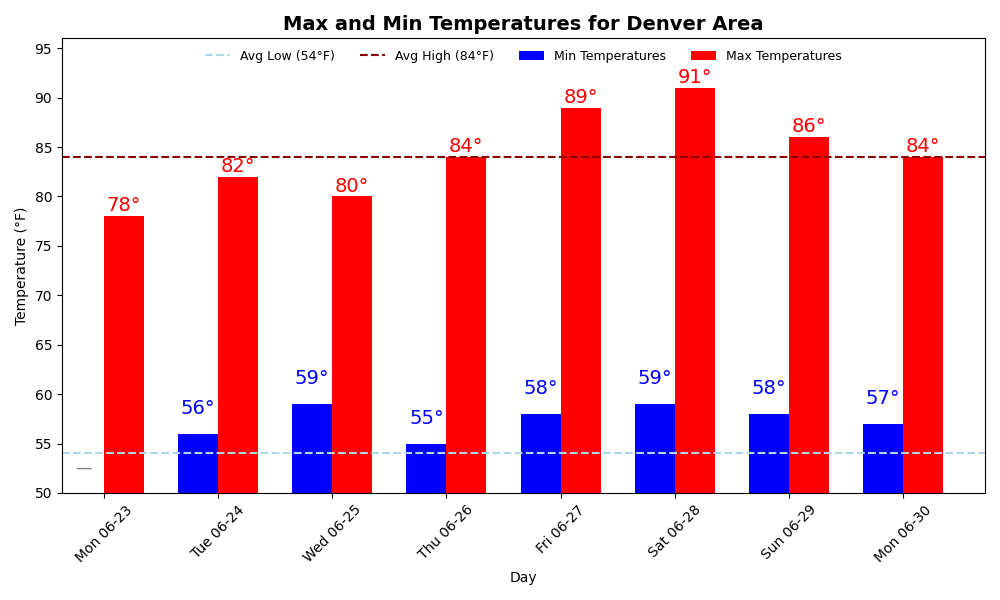 Max and Min Temperatures for Denver Area
Avg Low (54°F) Avg High (84°F) Min Temperatures Max Temperatures
95
90
85
80
75
70
65
60
55
50
Temperature (°F)
78° 82° 80° 84° 89° 91° 86° 84°
— 56° 59° 55° 58° 59° 58° 57°
Mon 06-23 Tue 06-24 Wed 06-25 Thu 06-26 Fri 06-27 Sat 06-28 Sun 06-29 Mon 06-30
Day